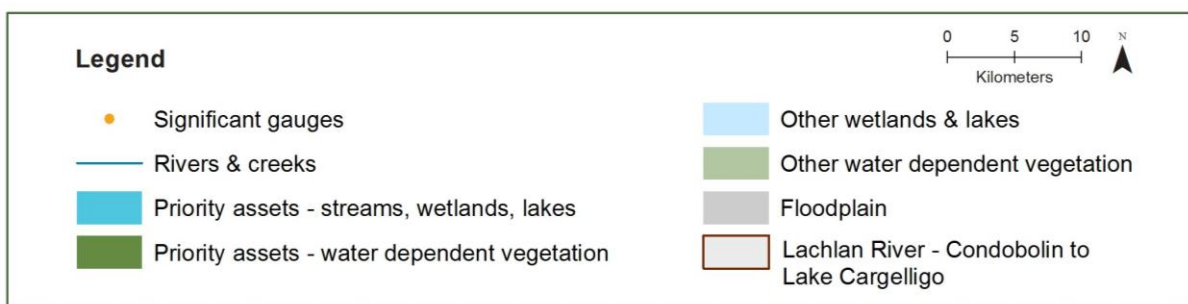 Legend
Significant gauges
Rivers & creeks
Priority assets - streams, wetlands, lakes
Priority assets - water dependent vegetation
0 5 10
Kilometers
N
Other wetlands & lakes
Other water dependent vegetation
Floodplain
Lachlan River - Condobolin to
Lake Cargelligo